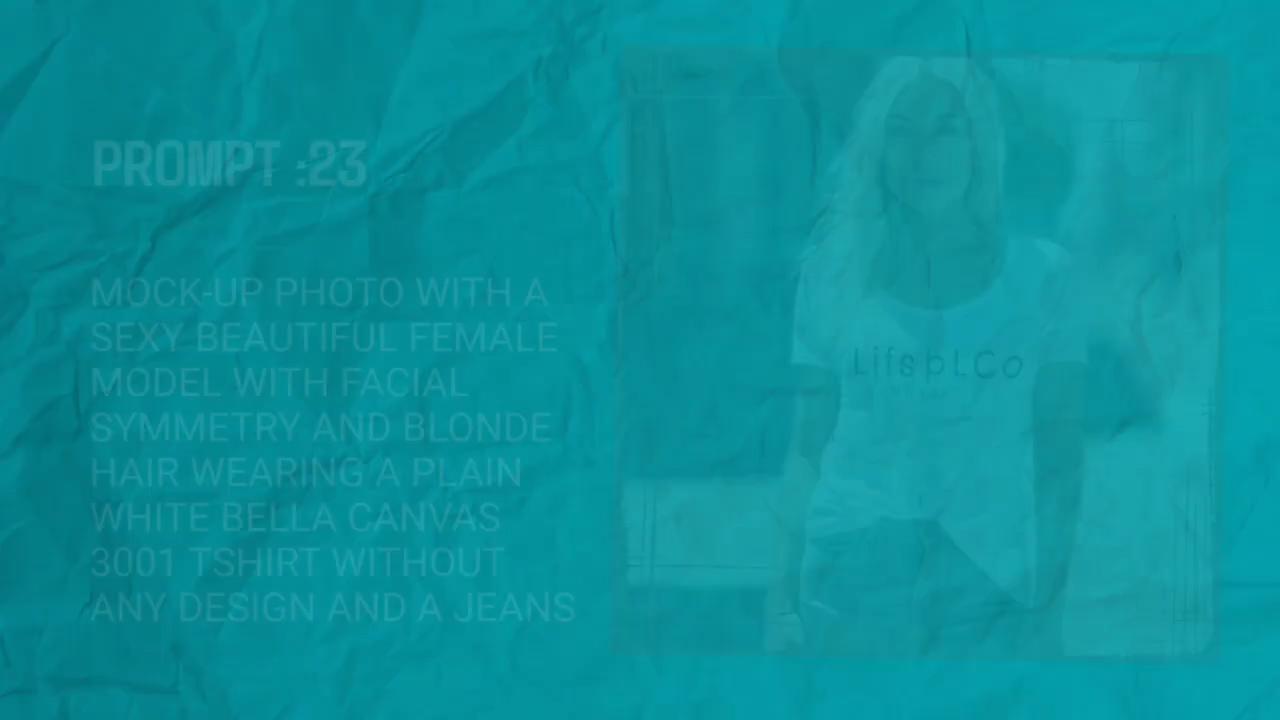 PROMPT :23
MOCK-UP PHOTO WITH A
SEXY BEAUTIFUL FEMALE
MODEL WITH FACIAL
SYMMETRY AND BLONDE
HAIR WEARING A PLAIN
WHITE BELLA CANVAS
3001 TSHIRT WITHOUT
ANY DESIGN AND A JEANS